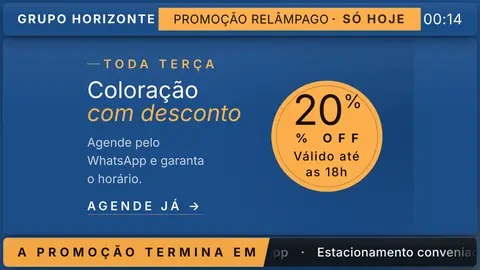 GRUPO HORIZONTE
PROMOÇÃO RELÂMPAGO · SÓ HOJE
00:14
TODA TERÇA
Coloração
com desconto
Agende pelo
WhatsApp e garanta
o horário.
AGENDE JÁ →
20%
% OFF
Válido até
as 18h
A PROMOÇÃO TERMINA EM
· Estacionamento